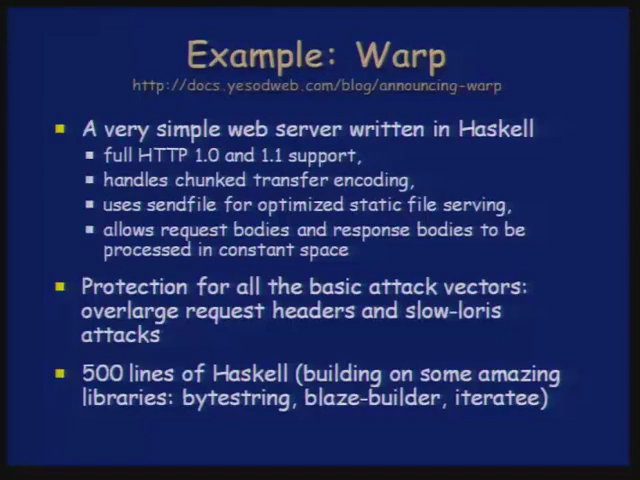 Example: Warp
http://docs.yesodweb.com/blog/announcing-warp
A very simple web server written in Haskell
full HTTP 1.0 and 1.1 support,
handles chunked transfer encoding,
uses sendfile for optimized static file serving,
allows request bodies and response bodies to be
processed in constant space
Protection for all the basic attack vectors:
overlarge request headers and slow-loris
attacks
500 lines of Haskell (building on some amazing
libraries: bytestring, blaze-builder, iteratee)